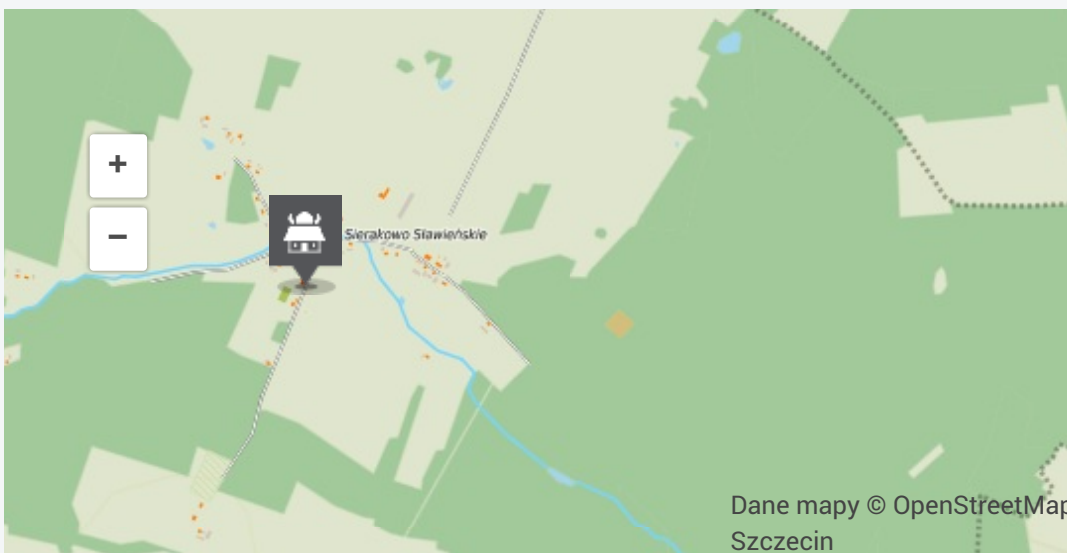 +
Sierakowo Sławieńskie
−
Dane mapy © OpenStreetMap
Szczecin